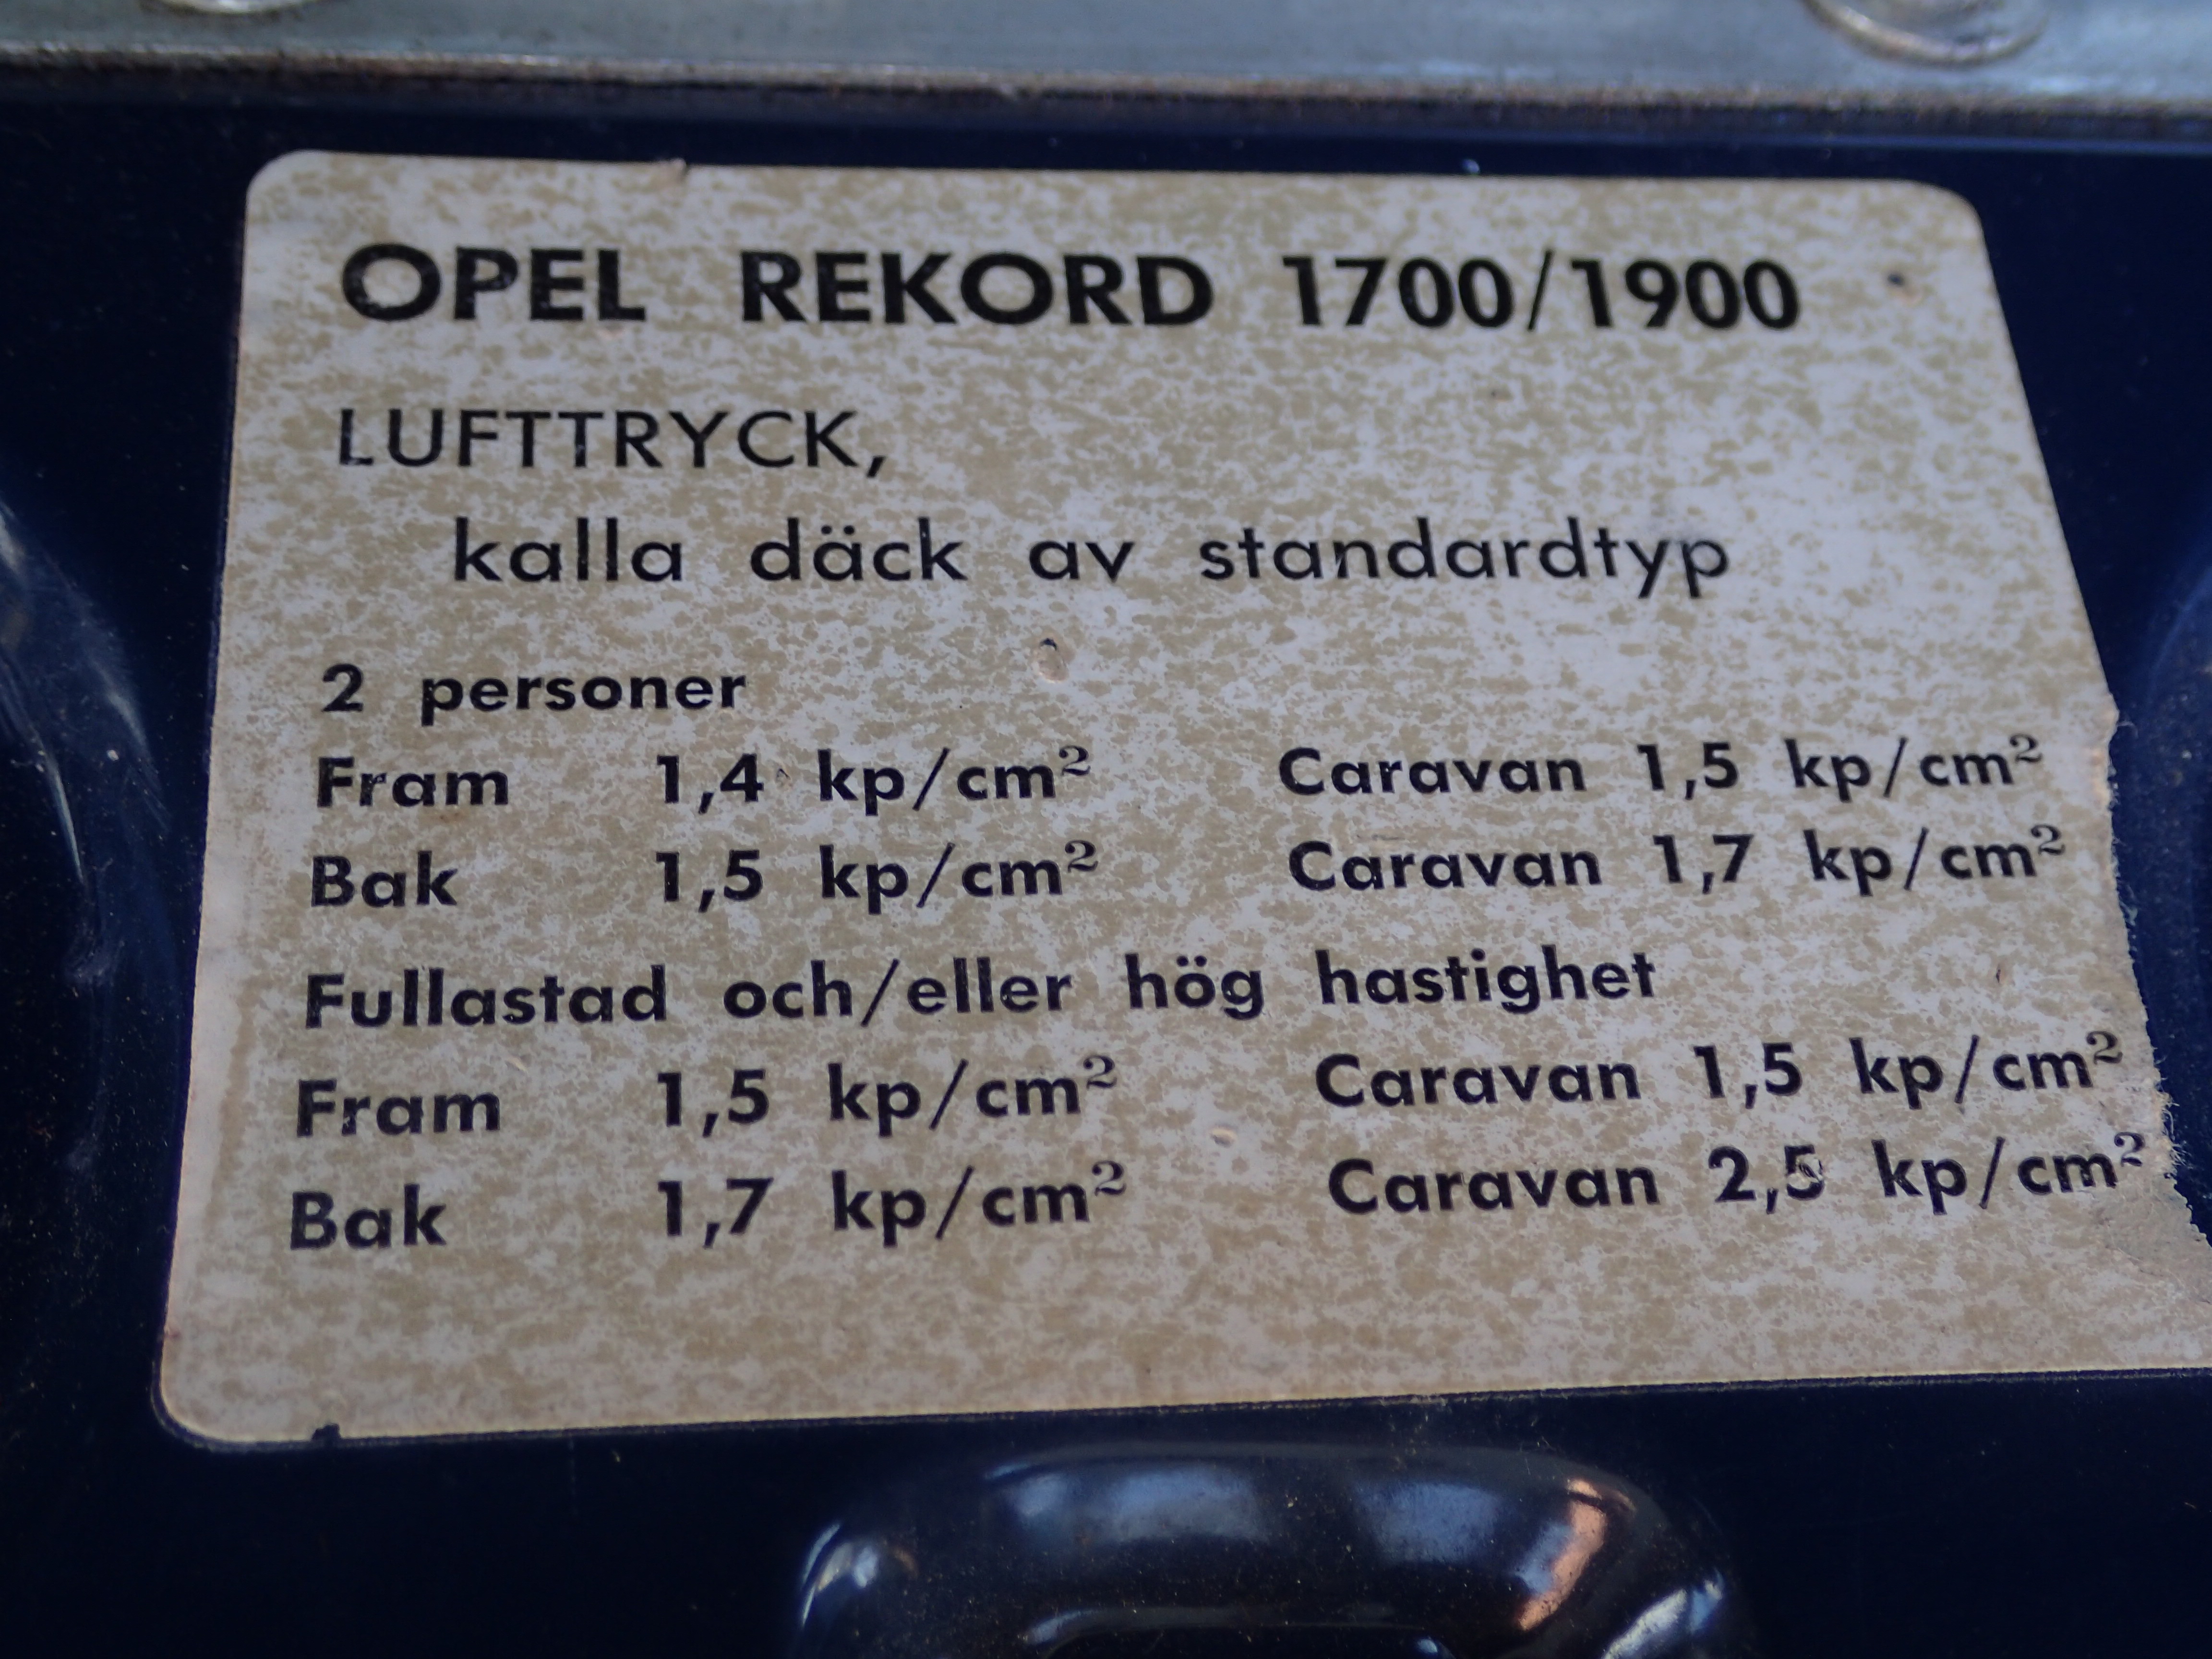 OPEL REKORD 1700/1900
LUFTTRYCK,
kalla däck av standardtyp
2 personer
Fram 1,4 kp/cm² Caravan 1,5 kp/cm²
Bak 1,5 kp/cm² Caravan 1,7 kp/cm²
Fullastad och/eller hög hastighet
Fram 1,5 kp/cm² Caravan 1,5 kp/cm²
Bak 1,7 kp/cm² Caravan 2,5 kp/cm²